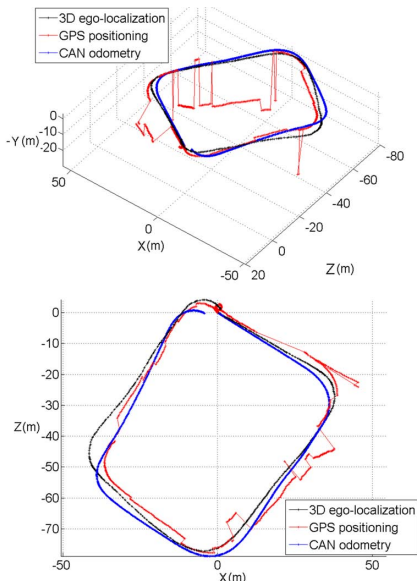 3D ego-localization
GPS positioning
CAN odometry
0
-10
-20
-Y(m)
50
0
-50
X(m)
20
0
-20
-40
-60
-80
Z(m)
0
-10
-20
-30
Z(m)
-40
-50
-60
-70
3D ego-localization
GPS positioning
CAN odometry
-50
0
50
X(m)